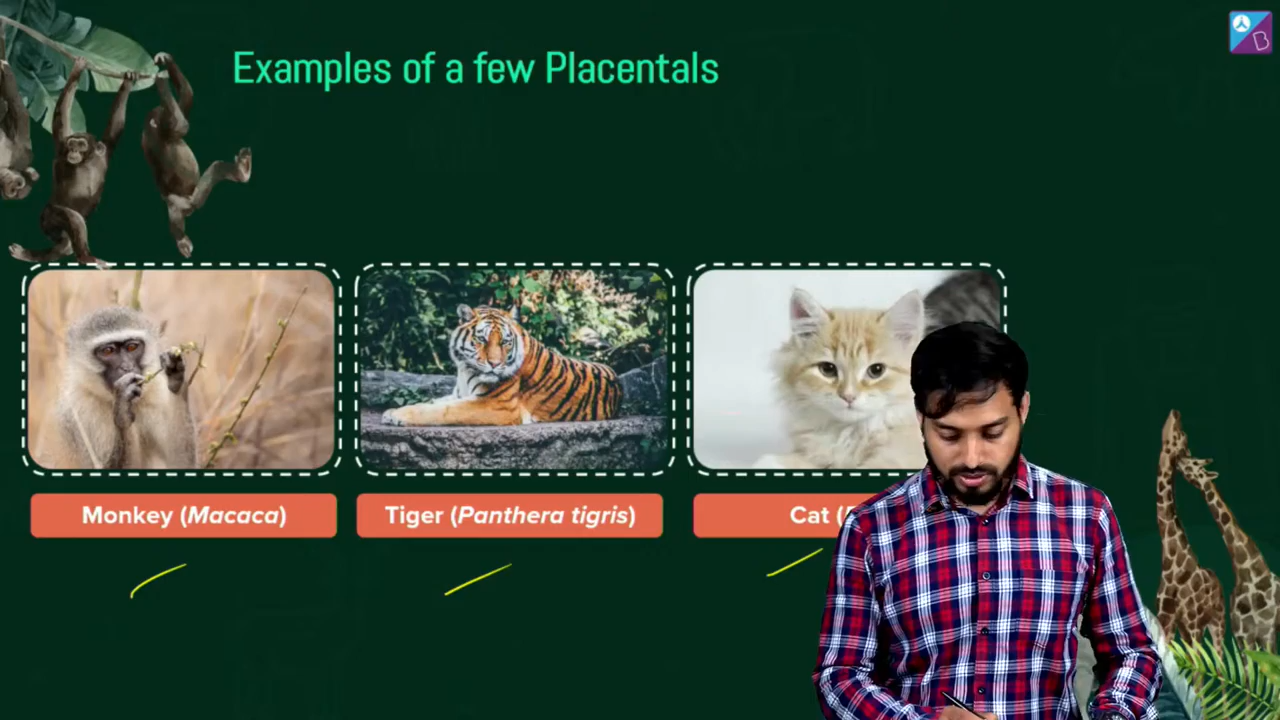 Examples of a few Placentals
Monkey (Macaca)
Tiger (Panthera tigris)
Cat (
B